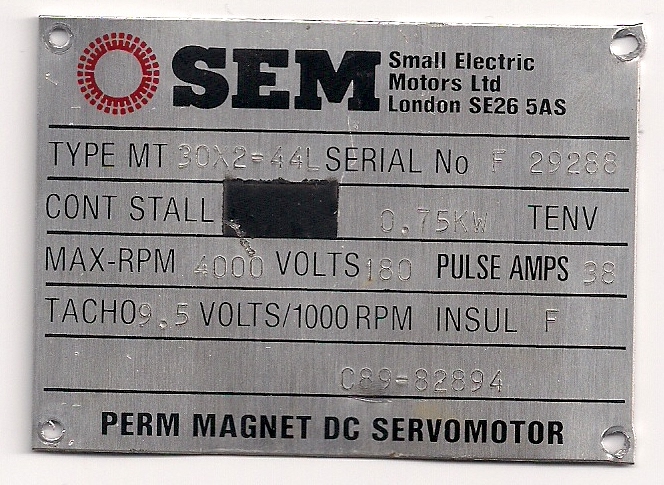 SEM Small Electric
Motors Ltd
London SE26 5AS
TYPE MT 30X2=44L SERIAL No F 29288
CONT STALL 0.75KW TENV
MAX-RPM 4000 VOLTS 180 PULSE AMPS 38
TACHO 9.5 VOLTS/1000 RPM INSUL F
C89-82894
PERM MAGNET DC SERVOMOTOR